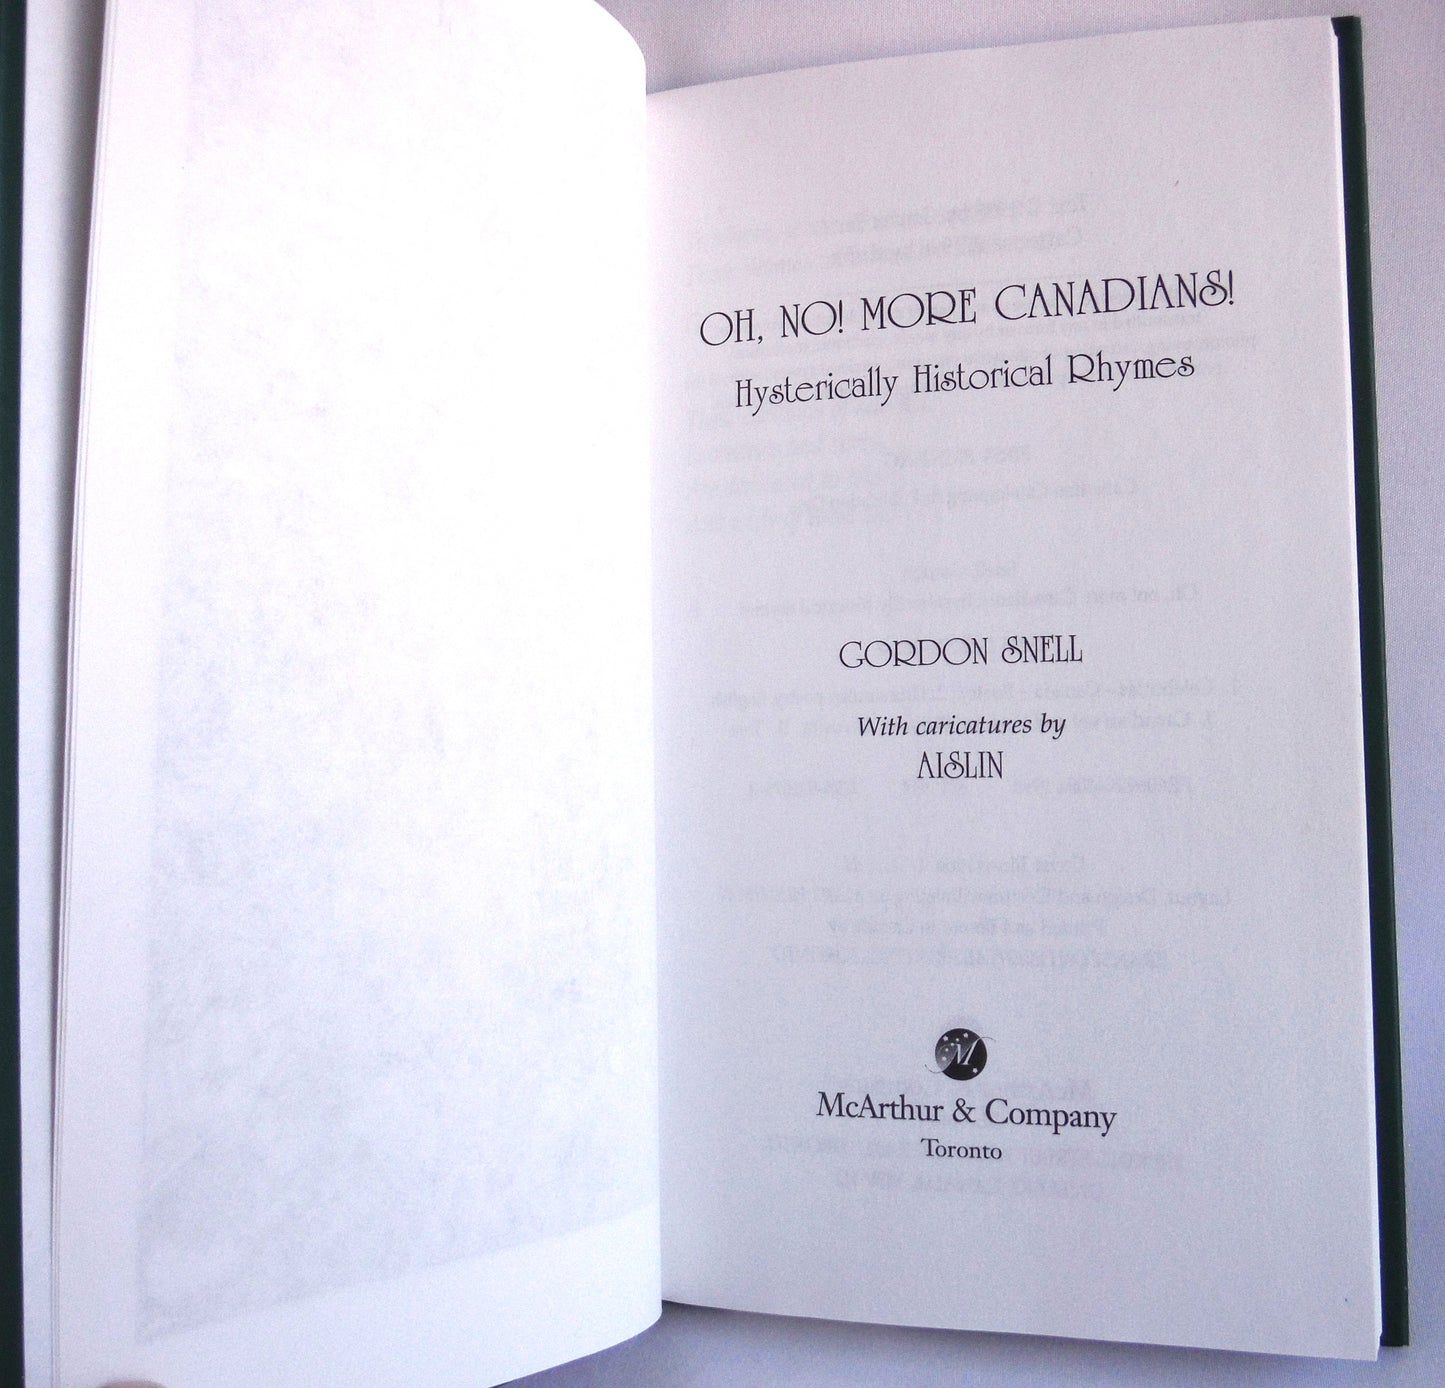 OH, NO! MORE CANADIANS!
Hysterically Historical Rhymes
GORDON SNELL
With caricatures by
AISLIN
M
McArthur & Company
Toronto